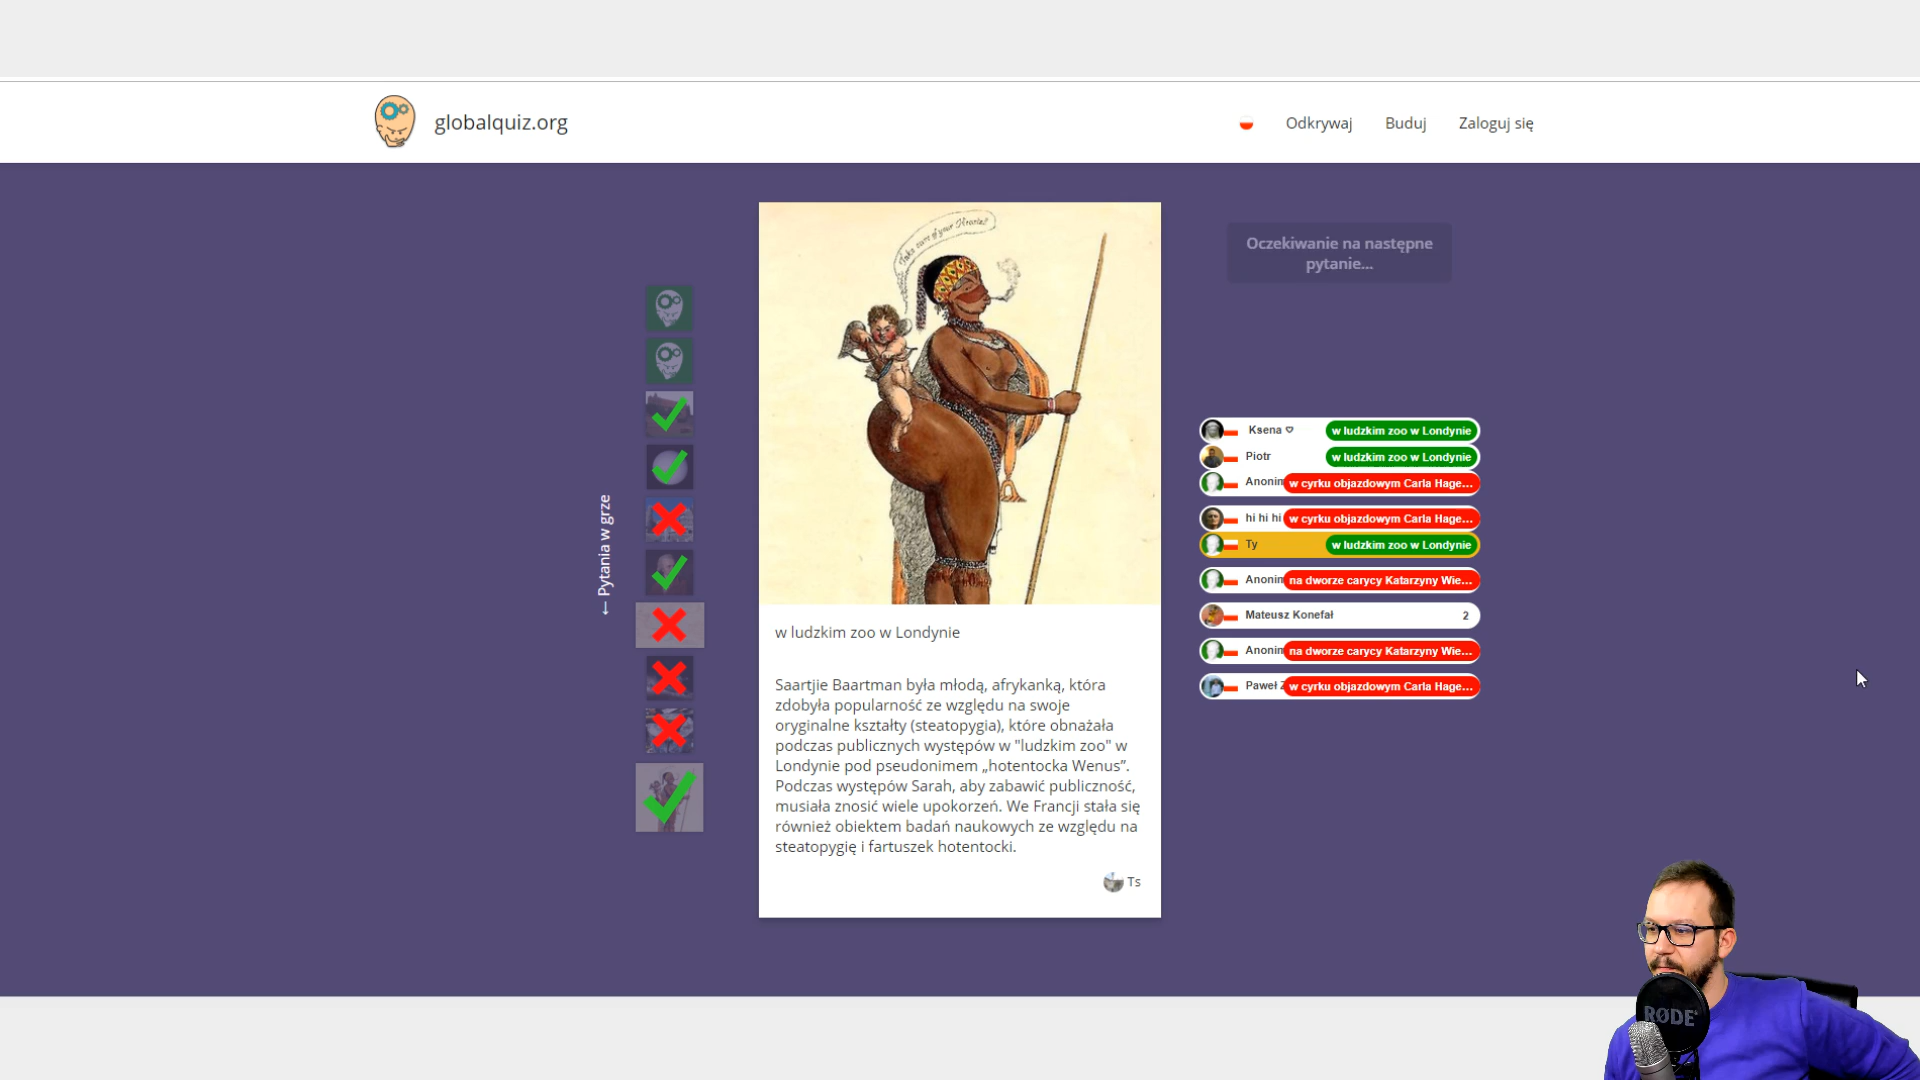 globalquiz.org
Odkrywaj
Buduj
Zaloguj się
← Pytania w grze
Take care of your Hearts!
w ludzkim zoo w Londynie
Saartjie Baartman była młodą, afrykanką, która
zdobyła popularność ze względu na swoje
oryginalne kształty (steatopygia), które obnażała
podczas publicznych występów w "ludzkim zoo" w
Londynie pod pseudonimem „hotentocka Wenus”.
Podczas występów Sarah, aby zabawić publiczność,
musiała znosić wiele upokorzeń. We Francji stała się
również obiektem badań naukowych ze względu na
steatopygię i fartuszek hotentocki.
Ts
Oczekiwanie na następne
pytanie...
Ksena ♡ w ludzkim zoo w Londynie
Piotr w ludzkim zoo w Londynie
Anonim w cyrku objazdowym Carla Hage...
hi hi hi w cyrku objazdowym Carla Hage...
Ty w ludzkim zoo w Londynie
Anonim na dworze carycy Katarzyny Wie...
Mateusz Konefał 2
Anonim na dworze carycy Katarzyny Wie...
Paweł Z w cyrku objazdowym Carla Hage...
RØDE